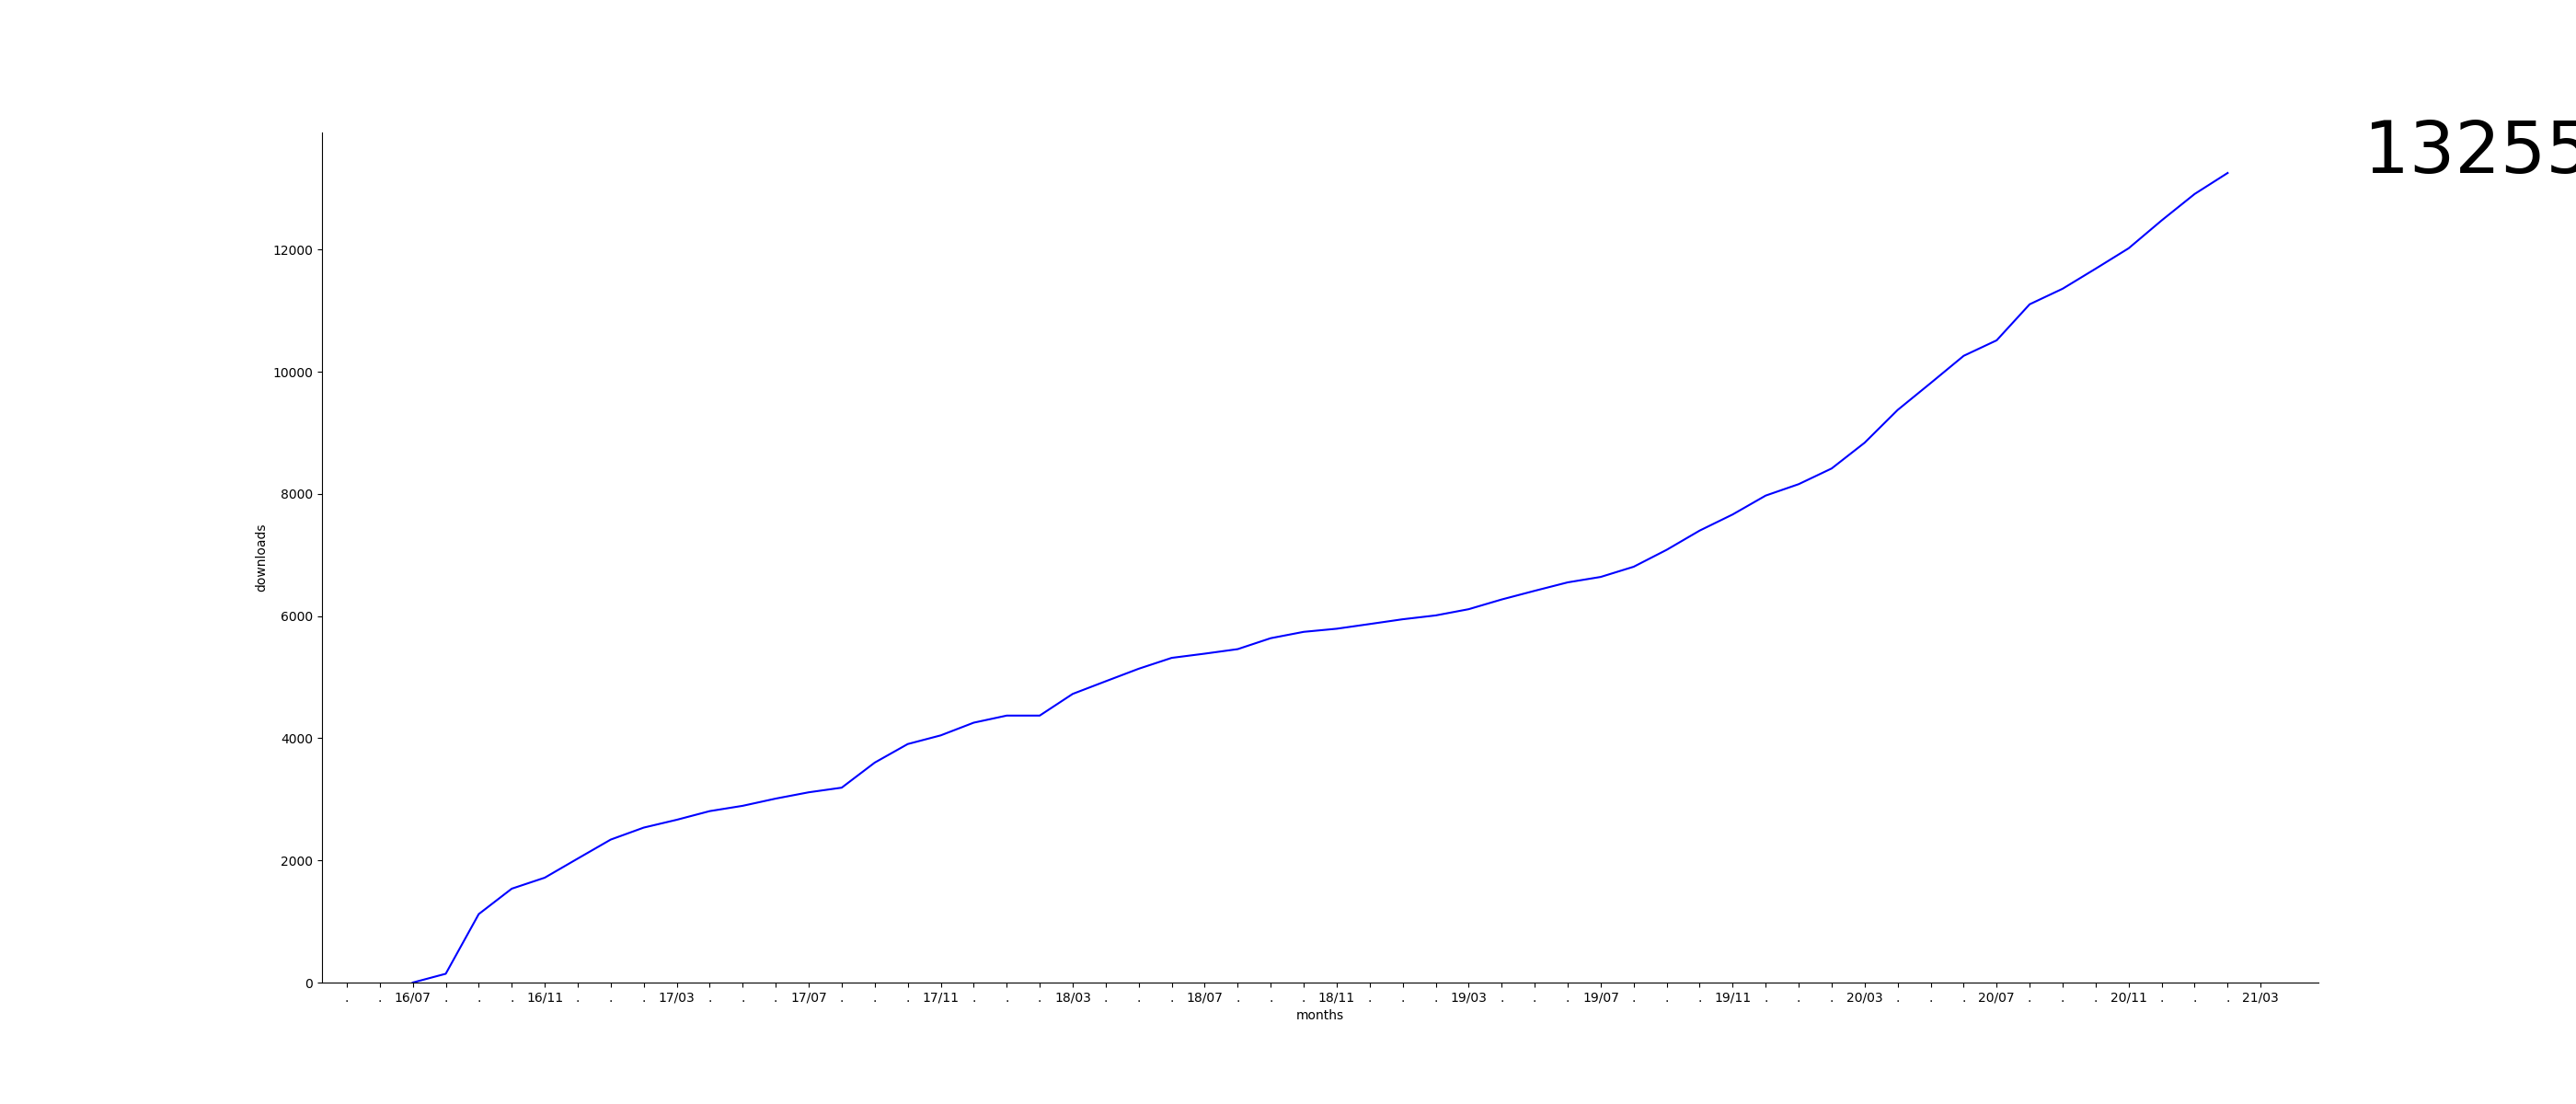 13255
12000
10000
8000
6000
4000
2000
0
downloads
. . 16/07 . . . 16/11 . . . 17/03 . . . 17/07 . . . 17/11 . . . 18/03 . . . 18/07 . . . 18/11 . . . 19/03 . . . 19/07 . . . 19/11 . . . 20/03 . . . 20/07 . . . 20/11 . . . 21/03
months